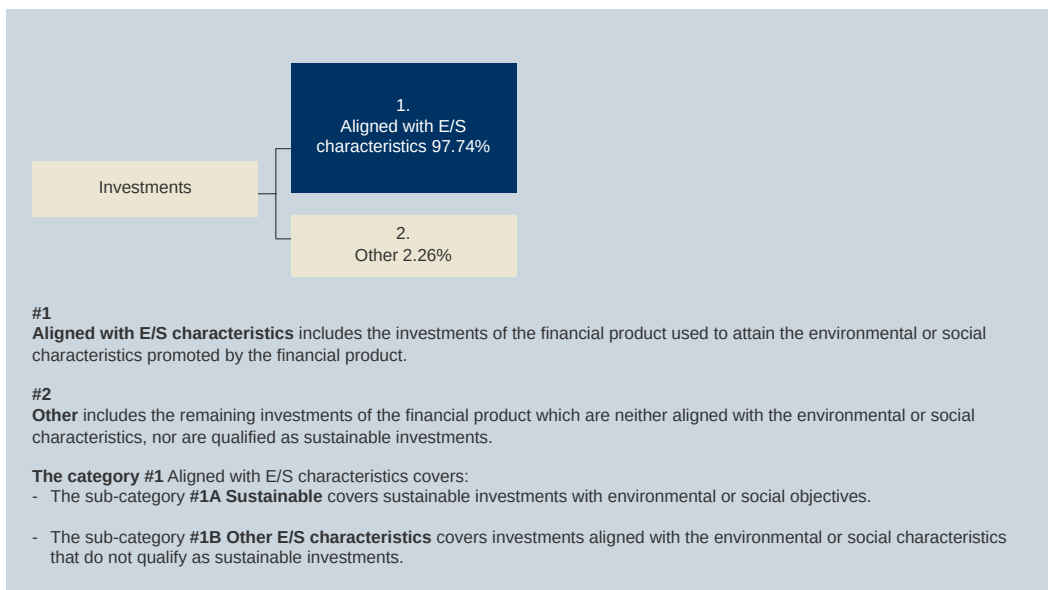 1.
Aligned with E/S
characteristics 97.74%
Investments
2.
Other 2.26%
#1
Aligned with E/S characteristics includes the investments of the financial product used to attain the environmental or social
characteristics promoted by the financial product.
#2
Other includes the remaining investments of the financial product which are neither aligned with the environmental or social
characteristics, nor are qualified as sustainable investments.
The category #1 Aligned with E/S characteristics covers:
- The sub-category #1A Sustainable covers sustainable investments with environmental or social objectives.
- The sub-category #1B Other E/S characteristics covers investments aligned with the environmental or social characteristics
that do not qualify as sustainable investments.